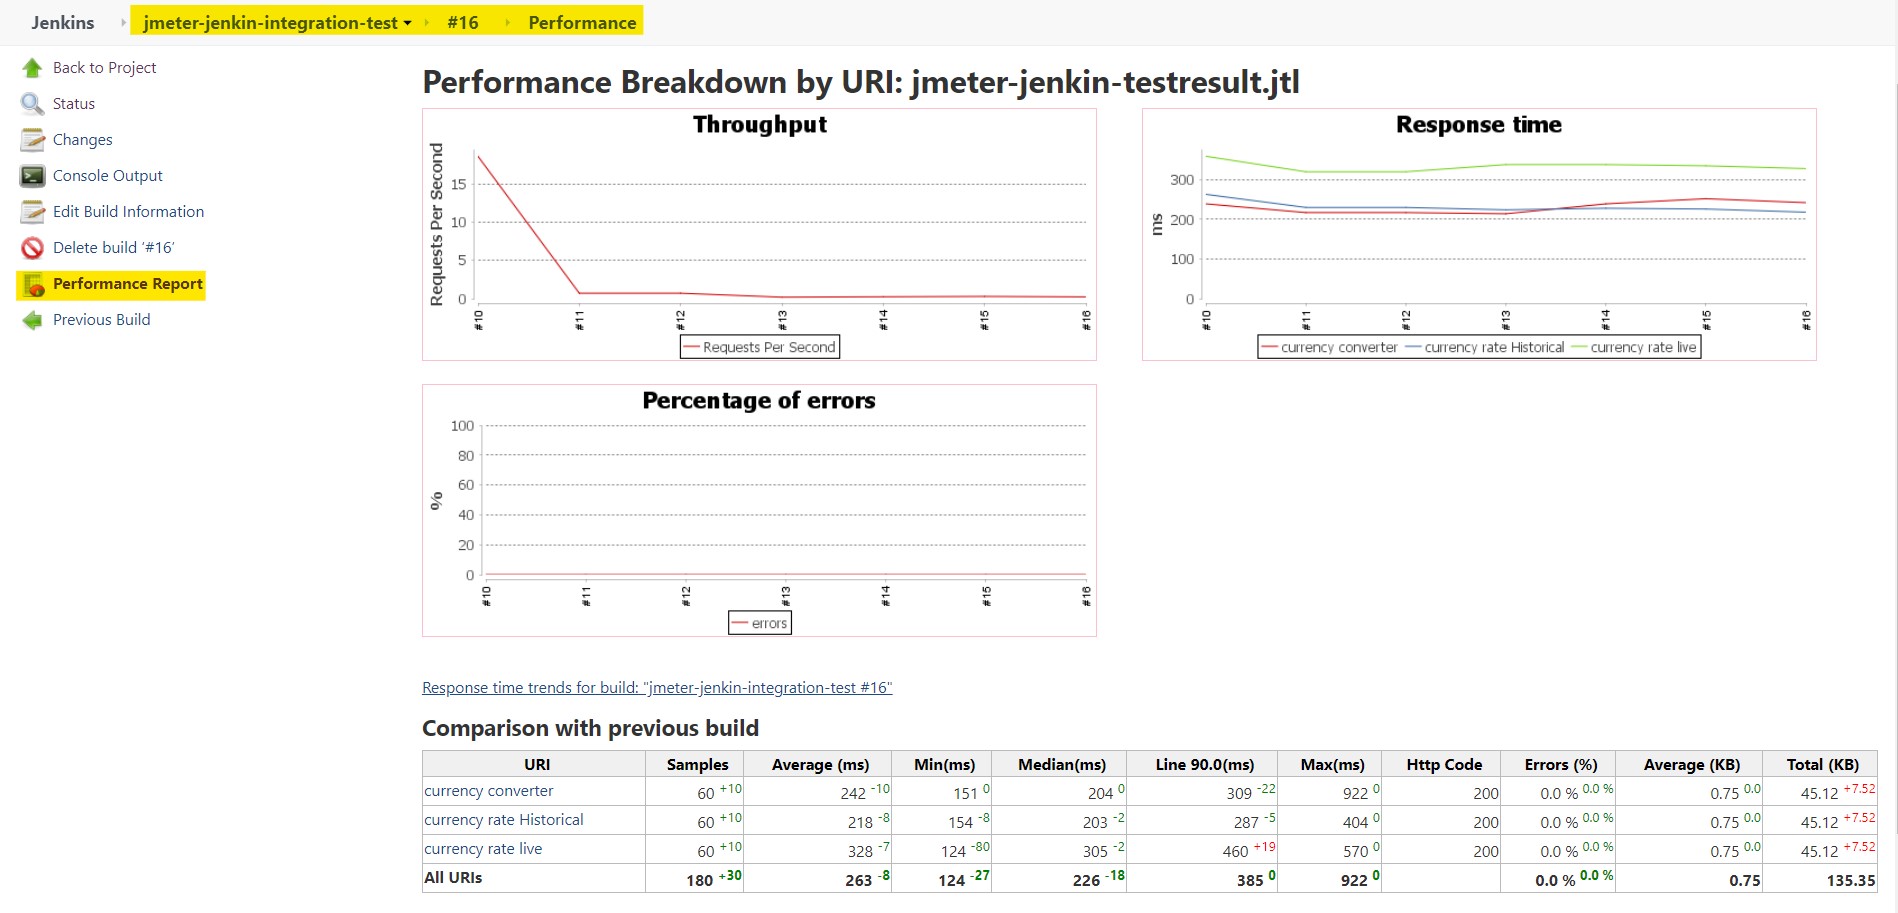 Jenkins jmeter-jenkin-integration-test #16 Performance
Back to Project
Status
Changes
Console Output
Edit Build Information
Delete build ‘#16’
Performance Report
Previous Build
Performance Breakdown by URI: jmeter-jenkin-testresult.jtl
Throughput
Requests Per Second
15
10
5
0
#10 #11 #12 #13 #14 #15 #16
Requests Per Second
Response time
ms
300
200
100
0
#10 #11 #12 #13 #14 #15 #16
currency converter currency rate Historical currency rate live
Percentage of errors
%
100
80
60
40
20
0
#10 #11 #12 #13 #14 #15 #16
errors
Response time trends for build: "jmeter-jenkin-integration-test #16"
Comparison with previous build
URI Samples Average (ms) Min(ms) Median(ms) Line 90.0(ms) Max(ms) Http Code Errors (%) Average (KB) Total (KB)
currency converter 60 +10 242 -10 151 0 204 0 309 -22 922 0 200 0.0 % 0.0 % 0.75 0.0 45.12 +7.52
currency rate Historical 60 +10 218 -8 154 -8 203 -2 287 -5 404 0 200 0.0 % 0.0 % 0.75 0.0 45.12 +7.52
currency rate live 60 +10 328 -7 124 -80 305 -2 460 +19 570 0 200 0.0 % 0.0 % 0.75 0.0 45.12 +7.52
All URIs 180 +30 263 -8 124 -27 226 -18 385 0 922 0 0.0 % 0.0 % 0.75 135.35